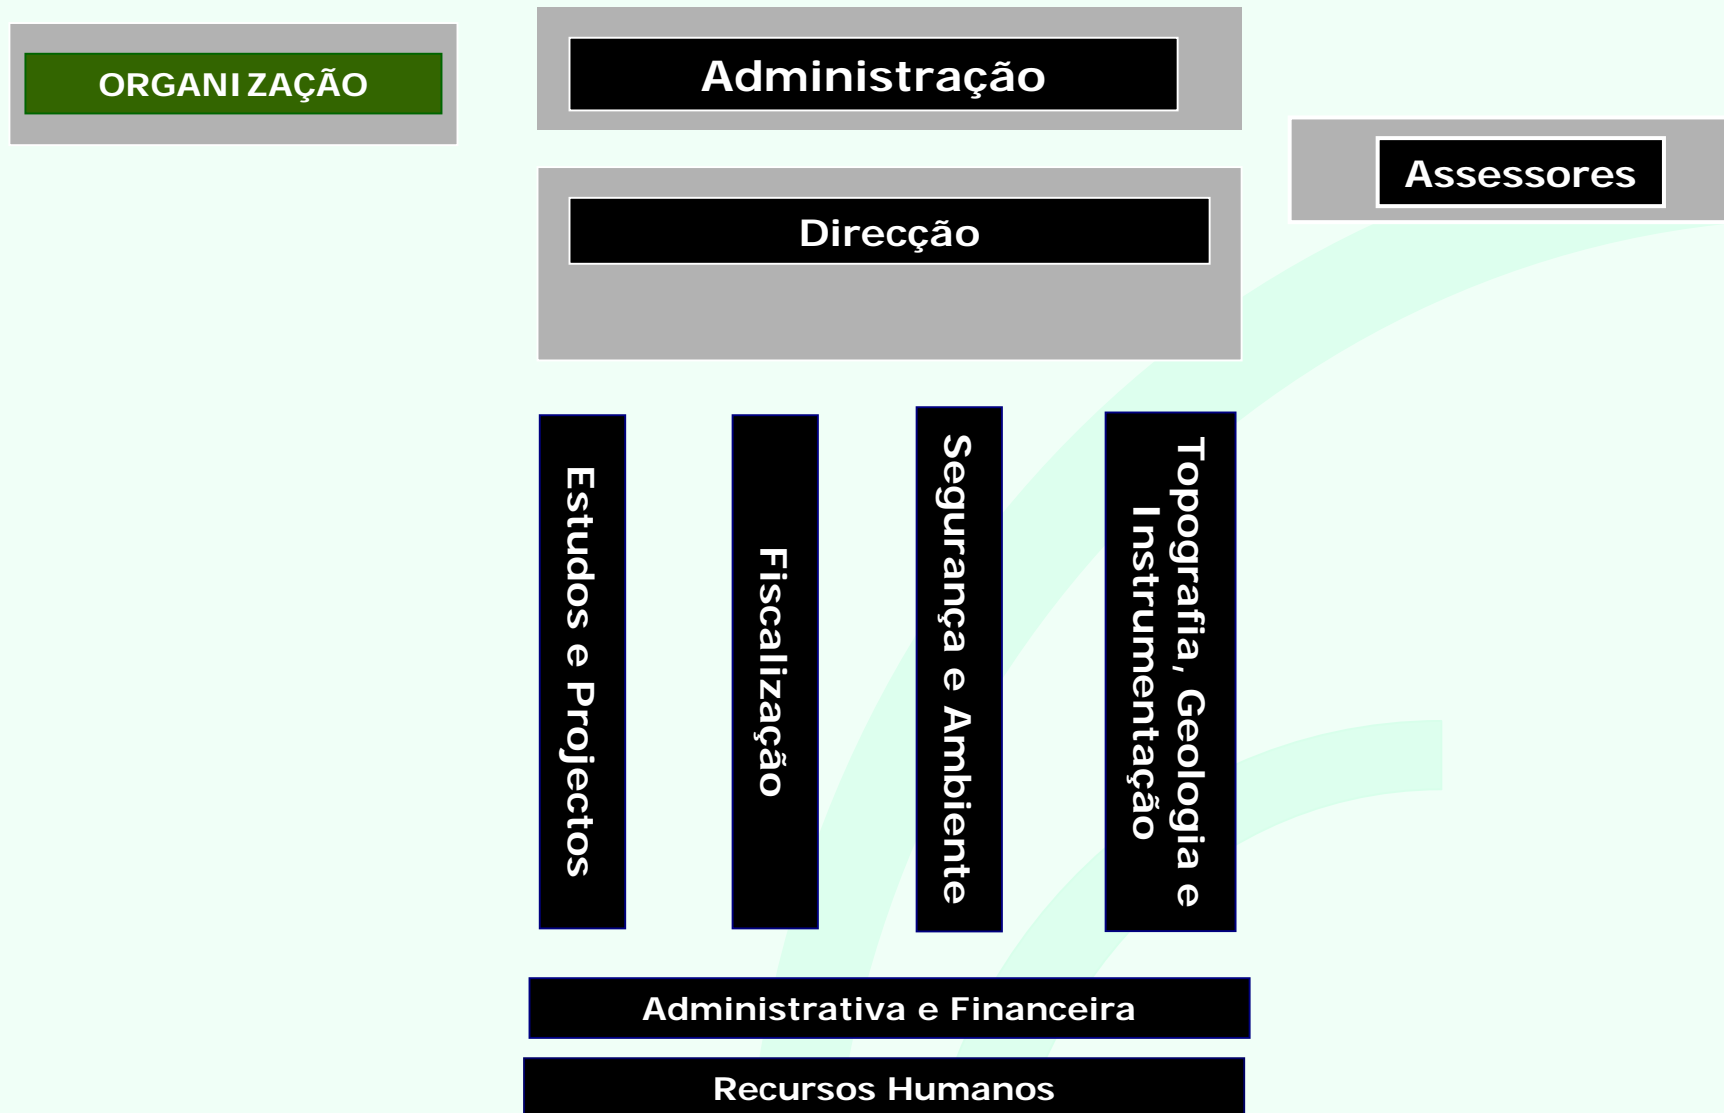 ORGANIZAÇÃO
Administração
Assessores
Direcção
Estudos e Projectos
Fiscalização
Segurança e Ambiente
Topografia, Geologia e
Instrumentação
Administrativa e Financeira
Recursos Humanos